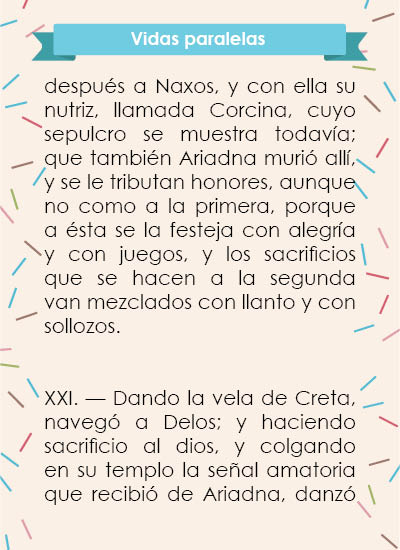 Vidas paralelas
después a Naxos, y con ella su
nutriz, llamada Corcina, cuyo
sepulcro se muestra todavía;
que también Ariadna murió allí,
y se le tributan honores, aunque
no como a la primera, porque
a ésta se la festeja con alegría
y con juegos, y los sacrificios
que se hacen a la segunda
van mezclados con llanto y con
sollozos.
XXI. — Dando la vela de Creta,
navegó a Delos; y haciendo
sacrificio al dios, y colgando
en su templo la señal amatoria
que recibió de Ariadna, danzó